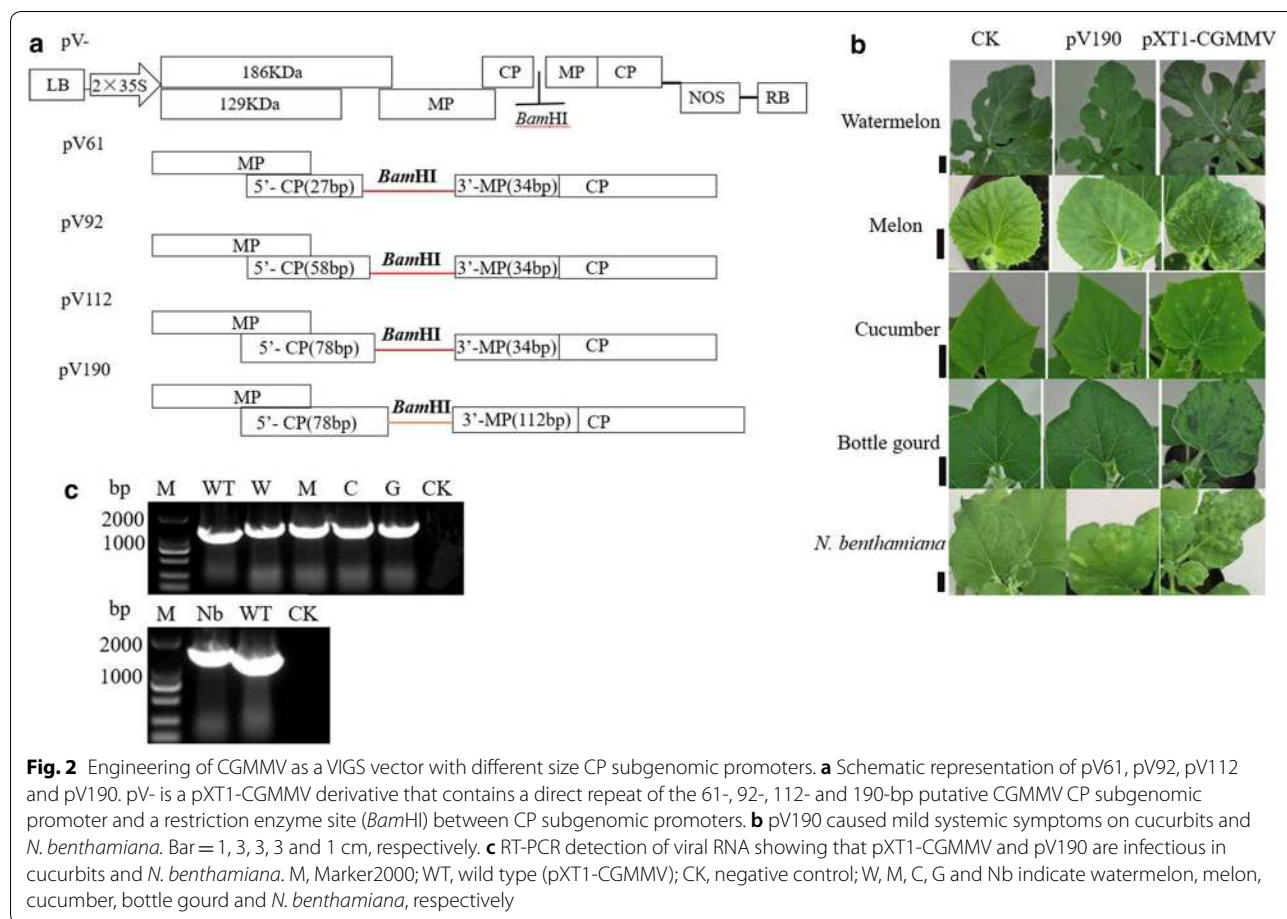 a pV-
LB 2×35S 186KDa CP MP CP
129KDa MP BamHI NOS RB
pV61
MP
5’- CP(27bp) BamHI 3’-MP(34bp) CP
pV92
MP
5’- CP(58bp) BamHI 3’-MP(34bp) CP
pV112
MP
5’- CP(78bp) BamHI 3’-MP(34bp) CP
pV190
MP
5’- CP(78bp) BamHI 3’-MP(112bp) CP
b
CK pV190 pXT1-CGMMV
Watermelon
Melon
Cucumber
Bottle gourd
N. benthamiana
c bp M WT W M C G CK
2000
1000
bp M Nb WT CK
2000
1000
Fig. 2 Engineering of CGMMV as a VIGS vector with different size CP subgenomic promoters. a Schematic representation of pV61, pV92, pV112
and pV190. pV- is a pXT1-CGMMV derivative that contains a direct repeat of the 61-, 92-, 112- and 190-bp putative CGMMV CP subgenomic
promoter and a restriction enzyme site (BamHI) between CP subgenomic promoters. b pV190 caused mild systemic symptoms on cucurbits and
N. benthamiana. Bar = 1, 3, 3, 3 and 1 cm, respectively. c RT-PCR detection of viral RNA showing that pXT1-CGMMV and pV190 are infectious in
cucurbits and N. benthamiana. M, Marker2000; WT, wild type (pXT1-CGMMV); CK, negative control; W, M, C, G and Nb indicate watermelon, melon,
cucumber, bottle gourd and N. benthamiana, respectively